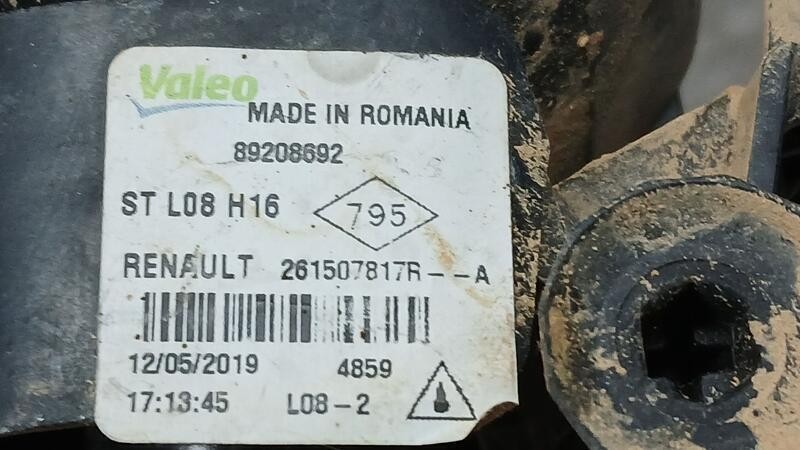 Valeo
MADE IN ROMANIA
89208692
ST L08 H16
795
RENAULT 261507817R--A
12/05/2019 4859
17:13:45 L08-2